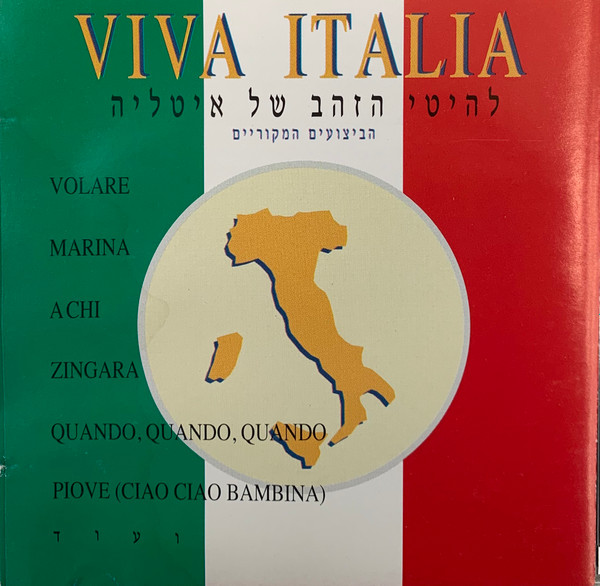 VIVA ITALIA
להיטי הזהב של איטליה
הביצועים המקוריים
VOLARE
MARINA
A CHI
ZINGARA
QUANDO, QUANDO, QUANDO
PIOVE (CIAO CIAO BAMBINA)
ועוד